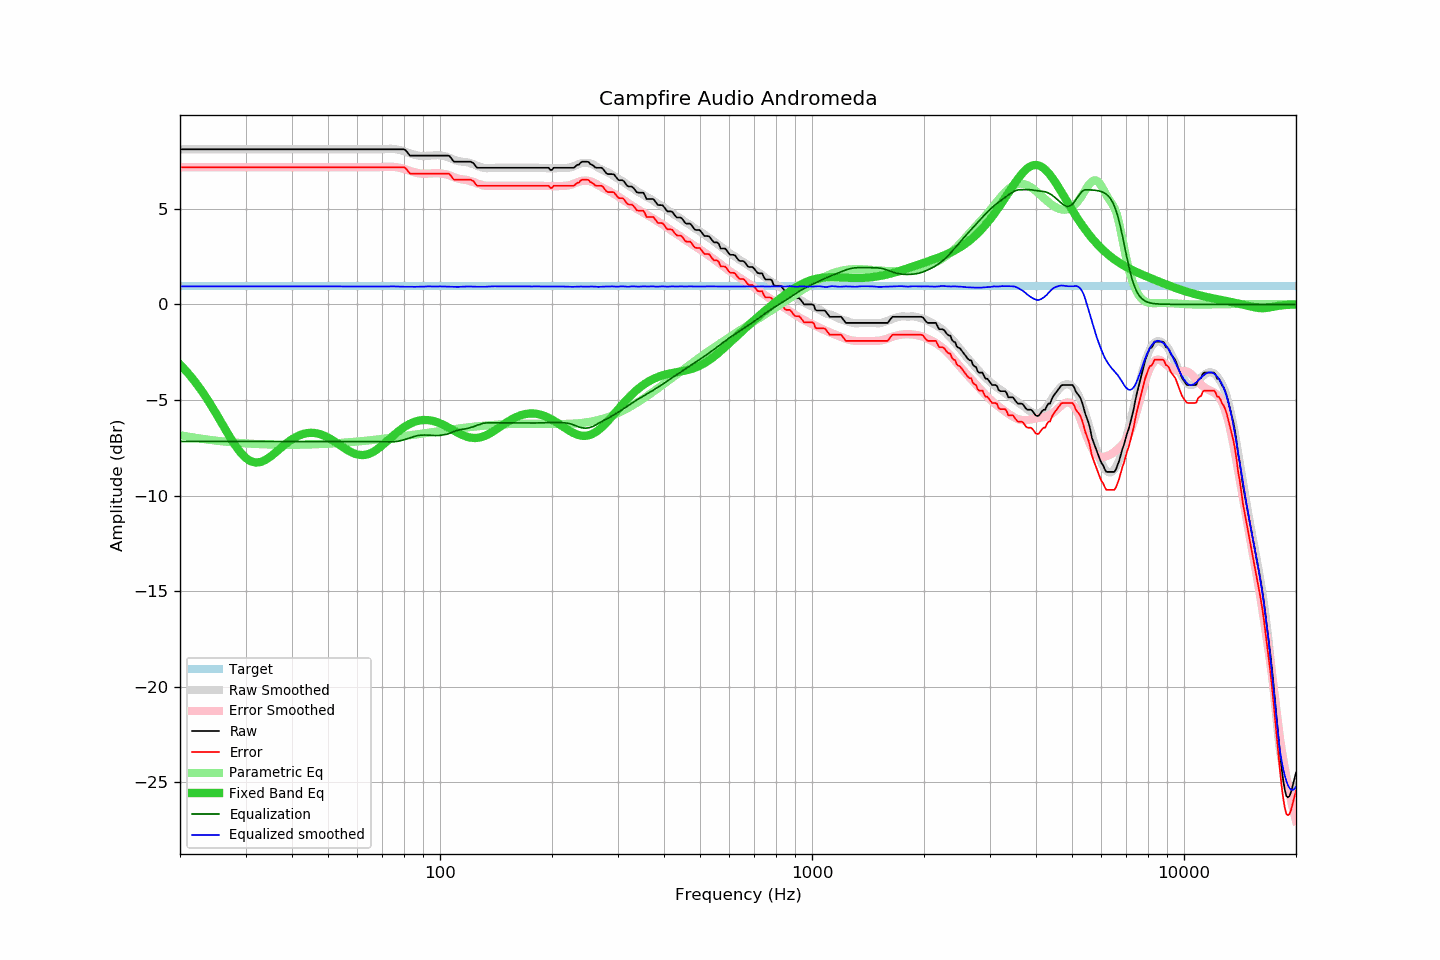 Campfire Audio Andromeda
Amplitude (dBr)
5
0
−5
−10
−15
−20
−25
Target
Raw Smoothed
Error Smoothed
Raw
Error
Parametric Eq
Fixed Band Eq
Equalization
Equalized smoothed
100
1000
10000
Frequency (Hz)